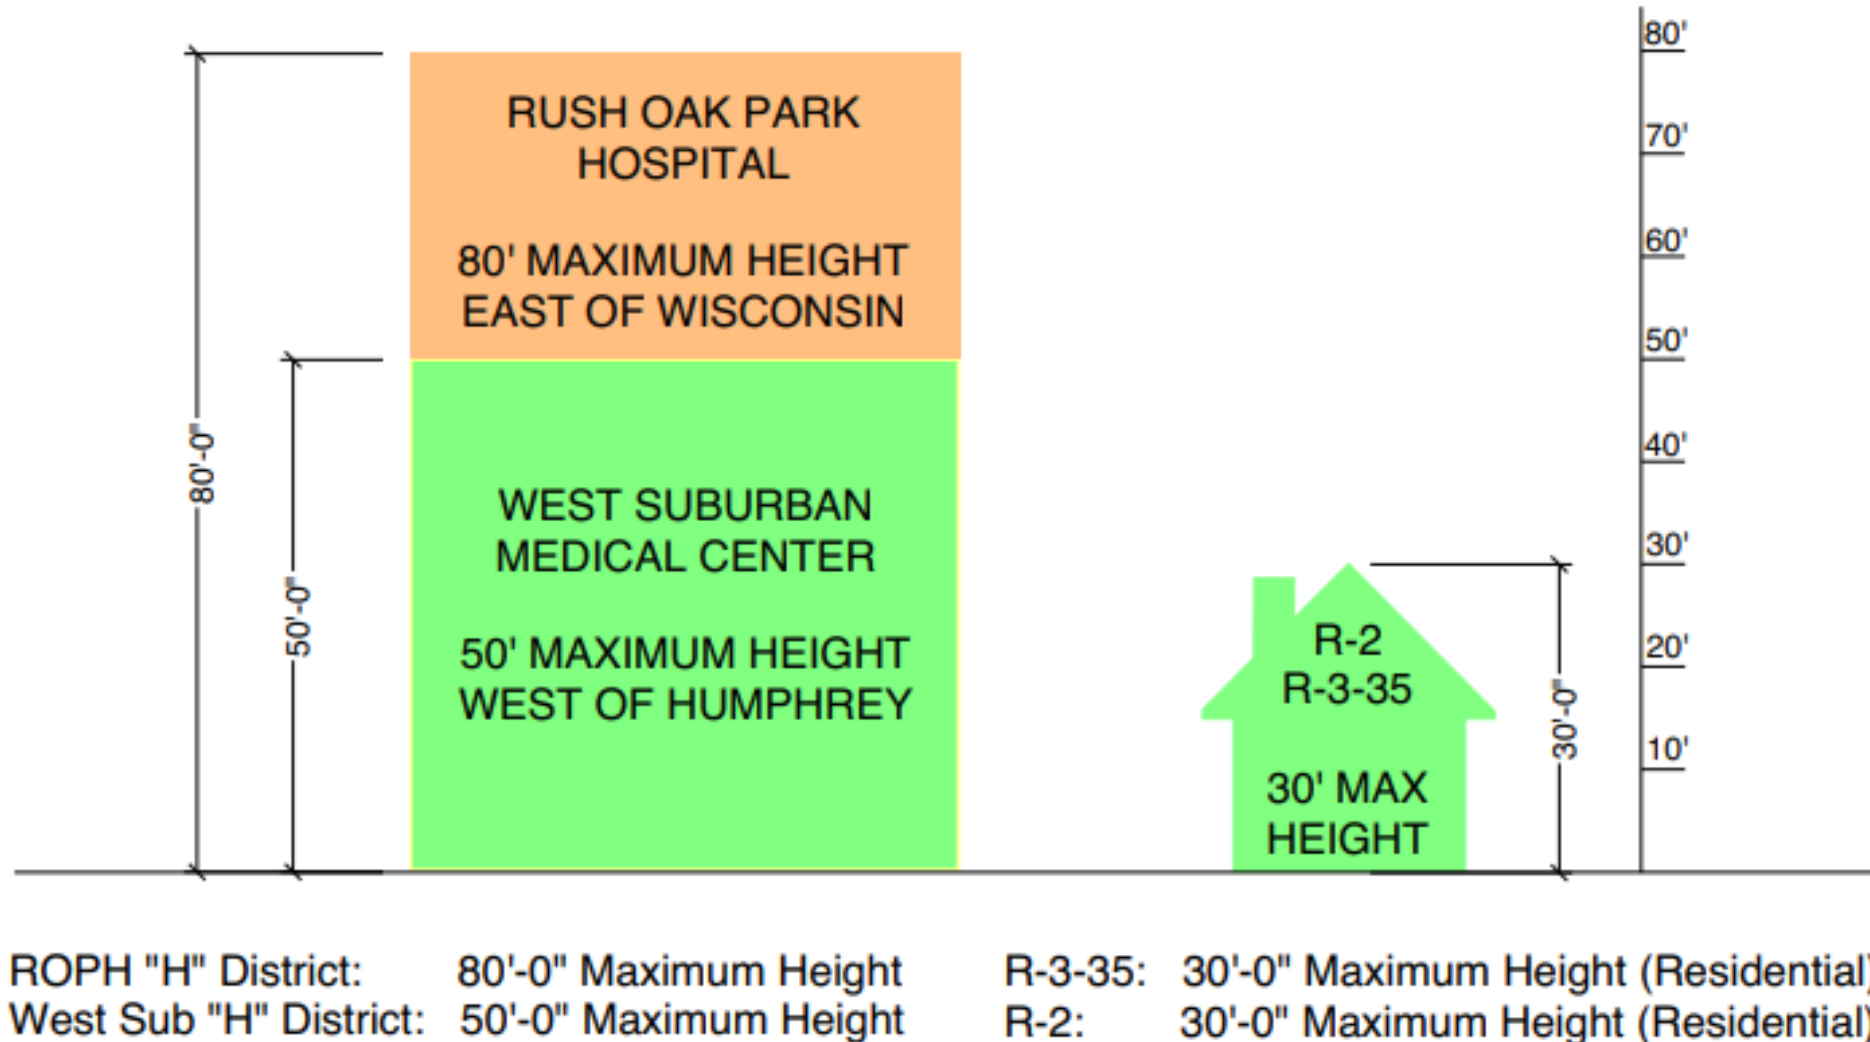 RUSH OAK PARK
HOSPITAL
80' MAXIMUM HEIGHT
EAST OF WISCONSIN
WEST SUBURBAN
MEDICAL CENTER
50' MAXIMUM HEIGHT
WEST OF HUMPHREY
80'-0"
50'-0"
R-2
R-3-35
30' MAX
HEIGHT
30'-0"
80'
70'
60'
50'
40'
30'
20'
10'
ROPH "H" District: 80'-0" Maximum Height
West Sub "H" District: 50'-0" Maximum Height
R-3-35: 30'-0" Maximum Height (Residential)
R-2: 30'-0" Maximum Height (Residential)